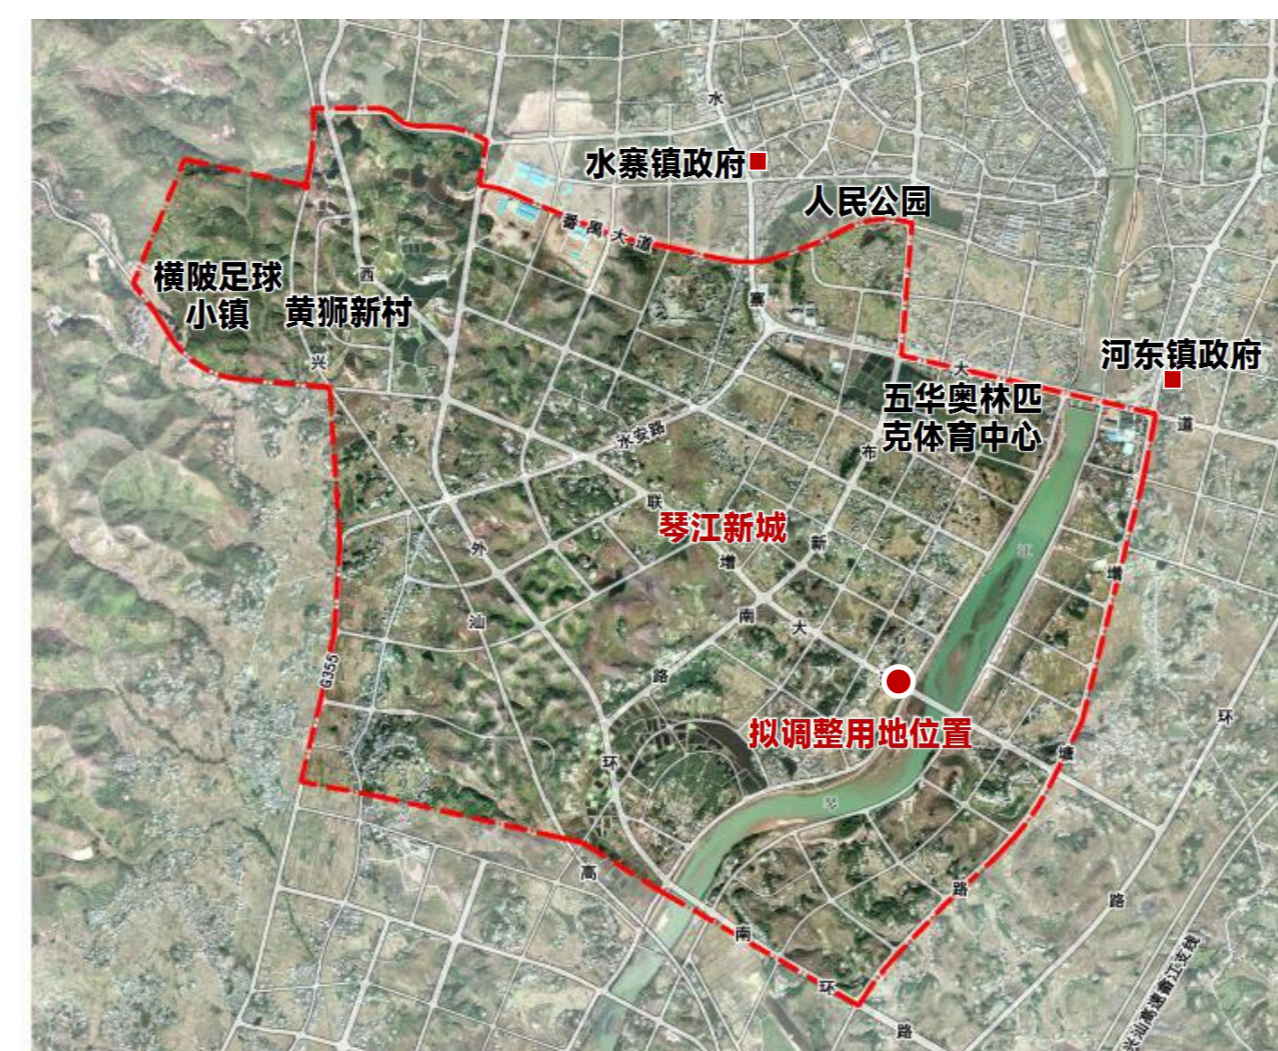 水
水寨镇政府
人民公园
番禺大道
横陂足球
小镇
黄狮新村
西
寨
兴
河东镇政府
大
五华奥林匹
克体育中心
道
水安路
布
联
琴江新城
外
增
新
江
增
汕
南
大
路
G355
拟调整用地位置
环
环
塘
琴
高
路
路
南
兴汕高速畲江支线
环
路